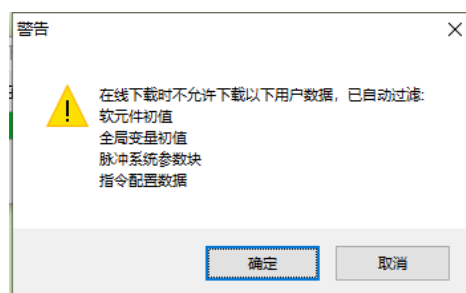 警告
在线下载时不允许下载以下用户数据，已自动过滤:
软元件初值
全局变量初值
脉冲系统参数块
指令配置数据
确定
取消